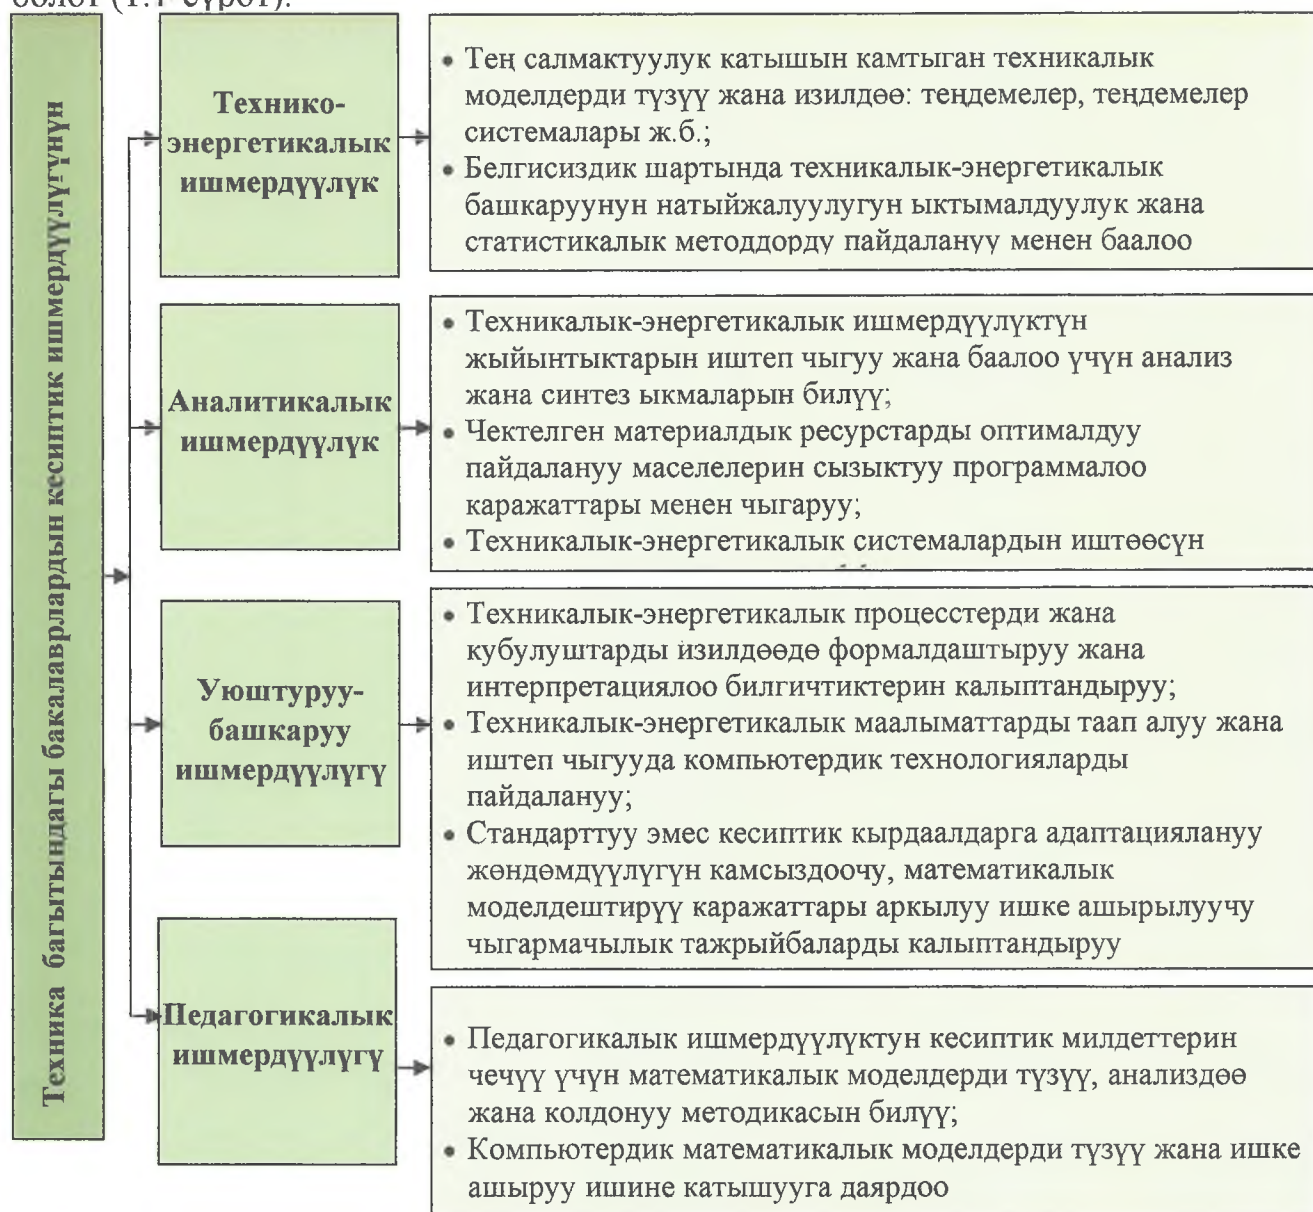 болот (1.1-сүрөт).
Техника багытындагы бакалаврлардын кесиптик ишмердүүлүгүнүн
Технико-
энергетикалык
ишмердүүлүк
• Тең салмактуулук катышын камтыган техникалык
моделдерди түзүү жана изилдөө: теңдемелер, теңдемелер
системалары ж.б.;
• Белгисиздик шартында техникалык-энергетикалык
башкаруунун натыйжалуулугун ыктымалдуулук жана
статистикалык методдорду пайдалануу менен баалоо
Аналитикалык
ишмердүүлүк
• Техникалык-энергетикалык ишмердүүлүктүн
жыйынтыктарын иштеп чыгуу жана баалоо үчүн анализ
жана синтез ыкмаларын билүү;
• Чектелген материалдык ресурстарды оптималдуу
пайдалануу маселелерин сызыктуу программалоо
каражаттары менен чыгаруу;
• Техникалык-энергетикалык системалардын иштөөсүн
Уюштуруу-
башкаруу
ишмердүүлүгү
• Техникалык-энергетикалык процесстерди жана
кубулуштарды изилдөөдө формалдаштыруу жана
интерпретациялоо билгичтиктерин калыптандыруу;
• Техникалык-энергетикалык маалыматтарды таап алуу жана
иштеп чыгууда компьютердик технологияларды
пайдалануу;
• Стандарттуу эмес кесиптик кырдаалдарга адаптациялануу
жөндөмдүүлүгүн камсыздоочу, математикалык
моделдештирүү каражаттары аркылуу ишке ашырылуучу
чыгармачылык тажрыйбаларды калыптандыруу
Педагогикалык
ишмердүүлүгү
• Педагогикалык ишмердүүлүктун кесиптик милдеттерин
чечүү үчүн математикалык моделдерди түзүү, анализдөө
жана колдонуу методикасын билүү;
• Компьютердик математикалык моделдерди түзүү жана ишке
ашыруу ишине катышууга даярдоо